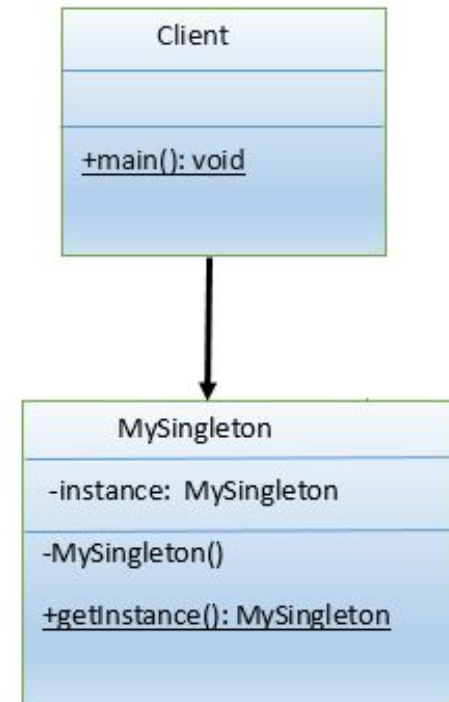 Client
+main(): void
MySingleton
-instance: MySingleton
-MySingleton()
+getInstance(): MySingleton